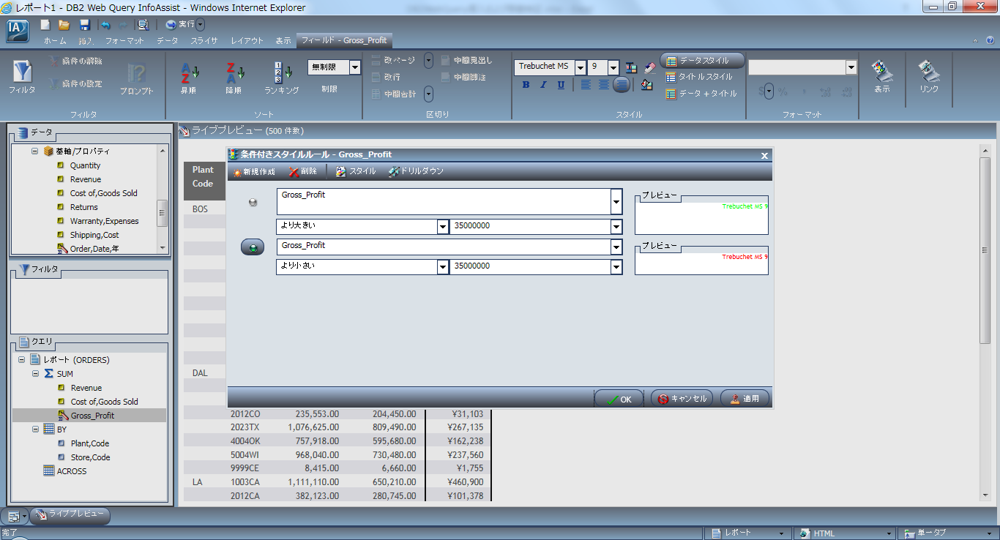 レポート1 - DB2 Web Query InfoAssist - Windows Internet Explorer
IA
実行
ホーム 挿入 フォーマット データ スライサ レイアウト 表示 フィールド - Gross_Profit
フィルタ
条件の解除
条件の設定
プロンプト
フィルタ
昇順
降順
ランキング
無制限
制限
ソート
改ページ
改行
中間合計
中間見出し
中間脚注
区切り
Trebuchet MS 9
B I U
データスタイル
タイトルスタイル
データ + タイトル
スタイル
フォーマット
表示
リンク
データ
基軸/プロパティ
Quantity
Revenue
Cost of,Goods Sold
Returns
Warranty,Expenses
Shipping,Cost
Order,Date,年
フィルタ
クエリ
レポート (ORDERS)
SUM
Revenue
Cost of,Goods Sold
Gross_Profit
BY
Plant,Code
Store,Code
ACROSS
ライブプレビュー (500 件数)
Plant
Code
BOS
DAL
条件付きスタイルルール - Gross_Profit x
新規作成 削除 スタイル ドリルダウン
Gross_Profit
より大きい 35000000
プレビュー
Trebuchet MS 9
Gross_Profit
より小さい 35000000
プレビュー
Trebuchet MS 9
OK キャンセル 適用
2012CO 235,553.00 204,450.00 ¥31,103
2023TX 1,076,625.00 809,490.00 ¥267,135
4004OK 757,918.00 595,680.00 ¥162,238
5004WI 968,040.00 730,480.00 ¥237,560
9999CE 8,415.00 6,660.00 ¥1,755
LA 1003CA 1,111,110.00 650,210.00 ¥460,900
2012CA 382,123.00 280,745.00 ¥101,378
ライブプレビュー
完了
レポート
HTML
単一タブ